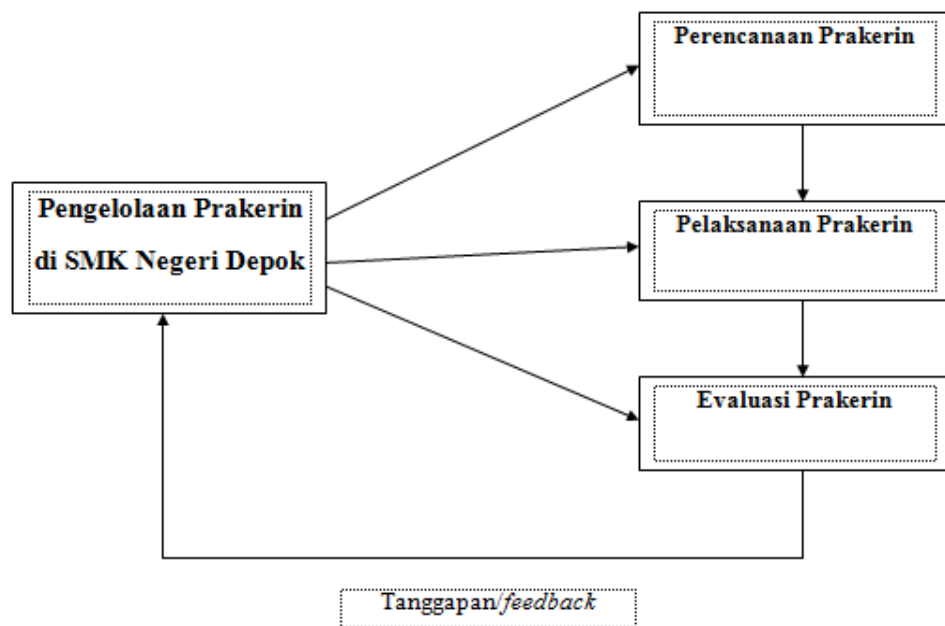 Perencanaan Prakerin
Pengelolaan Prakerin
di SMK Negeri Depok
Pelaksanaan Prakerin
Evaluasi Prakerin
Tanggapan/feedback